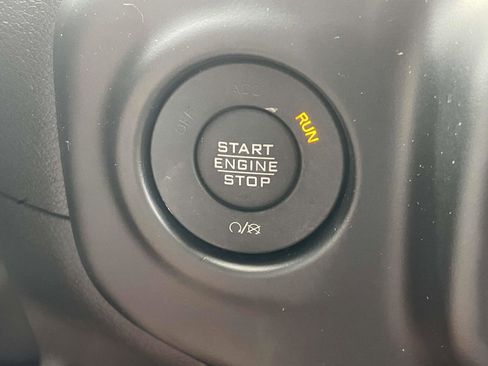 OFF
ACC
RUN
START
ENGINE
STOP